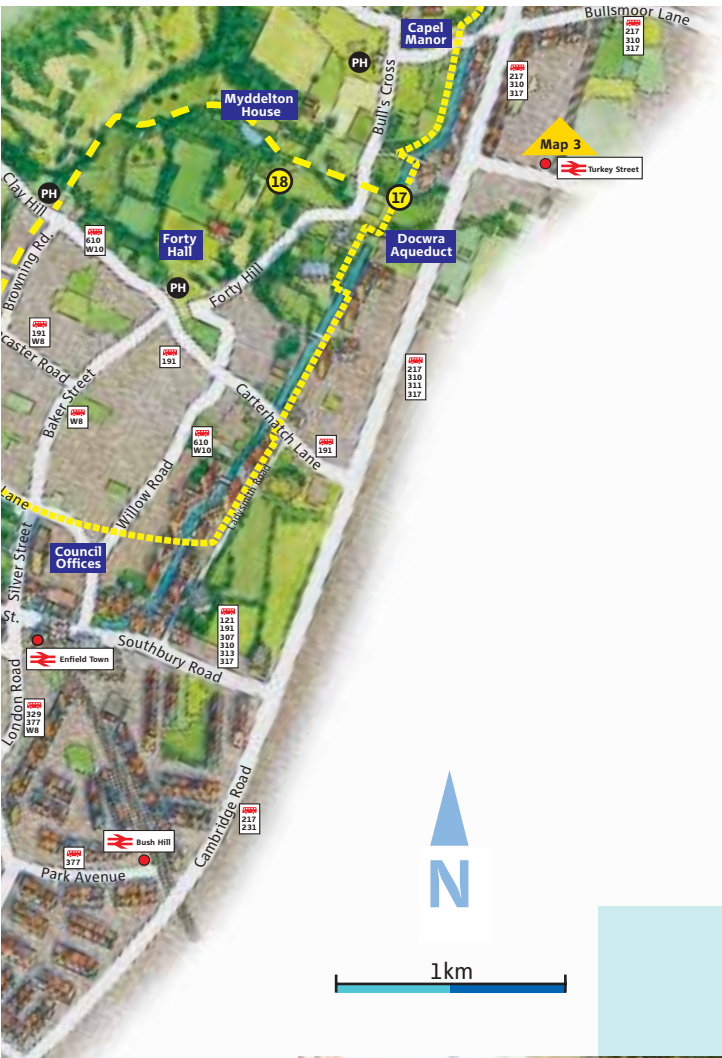 Bullsmoor Lane
217
310
317
Capel
Manor
PH
217
310
317
Bull's Cross
Myddelton
House
Map 3
Turkey Street
18
17
PH
Clay Hill
610
W10
Forty
Hall
Docwra
Aqueduct
Browning Rd.
PH
Forty Hill
191
W8
caster Road
191
217
310
311
317
Baker Street
W8
Carterhatch Lane
610
W10
191
Willow Road
Ladysmith Road
Lane
Silver Street
Council
Offices
St.
121
191
307
310
313
317
Enfield Town
Southbury Road
London Road
329
377
W8
Cambridge Road
217
231
Bush Hill
377
Park Avenue
N
1km